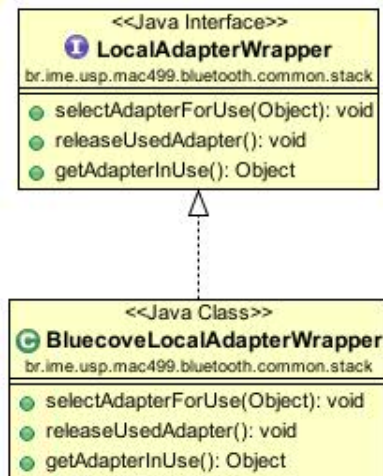 <<Java Interface>>
I LocalAdapterWrapper
br.ime.usp.mac499.bluetooth.common.stack
selectAdapterForUse(Object): void
releaseUsedAdapter(): void
getAdapterInUse(): Object
<<Java Class>>
C BluecoveLocalAdapterWrapper
br.ime.usp.mac499.bluetooth.common.stack
selectAdapterForUse(Object): void
releaseUsedAdapter(): void
getAdapterInUse(): Object